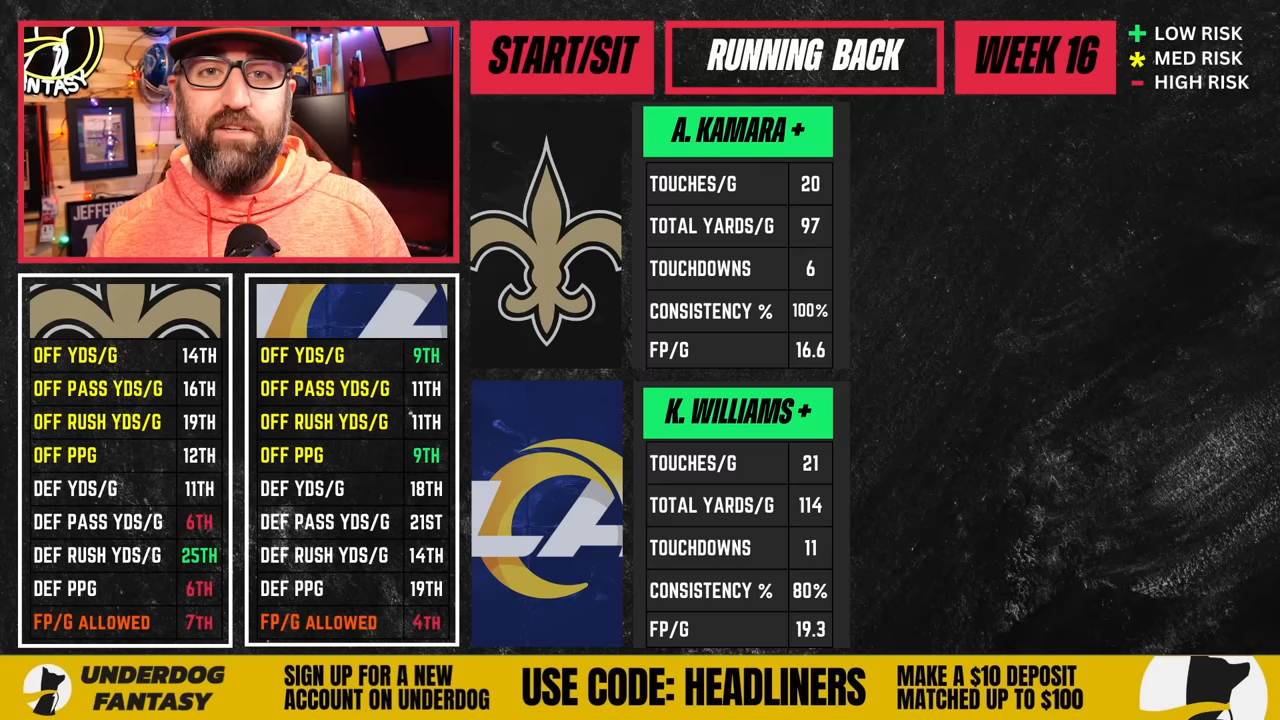 NTASY
JEFFERS
START/SIT
RUNNING BACK
WEEK 16
+ LOW RISK
* MED RISK
- HIGH RISK
A. KAMARA +
TOUCHES/G 20
TOTAL YARDS/G 97
TOUCHDOWNS 6
CONSISTENCY % 100%
FP/G 16.6
OFF YDS/G 14TH
OFF PASS YDS/G 16TH
OFF RUSH YDS/G 19TH
OFF PPG 12TH
DEF YDS/G 11TH
DEF PASS YDS/G 6TH
DEF RUSH YDS/G 25TH
DEF PPG 6TH
FP/G ALLOWED 7TH
OFF YDS/G 9TH
OFF PASS YDS/G 11TH
OFF RUSH YDS/G 11TH
OFF PPG 9TH
DEF YDS/G 18TH
DEF PASS YDS/G 21ST
DEF RUSH YDS/G 14TH
DEF PPG 19TH
FP/G ALLOWED 4TH
LA
K. WILLIAMS +
TOUCHES/G 21
TOTAL YARDS/G 114
TOUCHDOWNS 11
CONSISTENCY % 80%
FP/G 19.3
UNDERDOG
FANTASY
SIGN UP FOR A NEW
ACCOUNT ON UNDERDOG
USE CODE: HEADLINERS
MAKE A $10 DEPOSIT
MATCHED UP TO $100